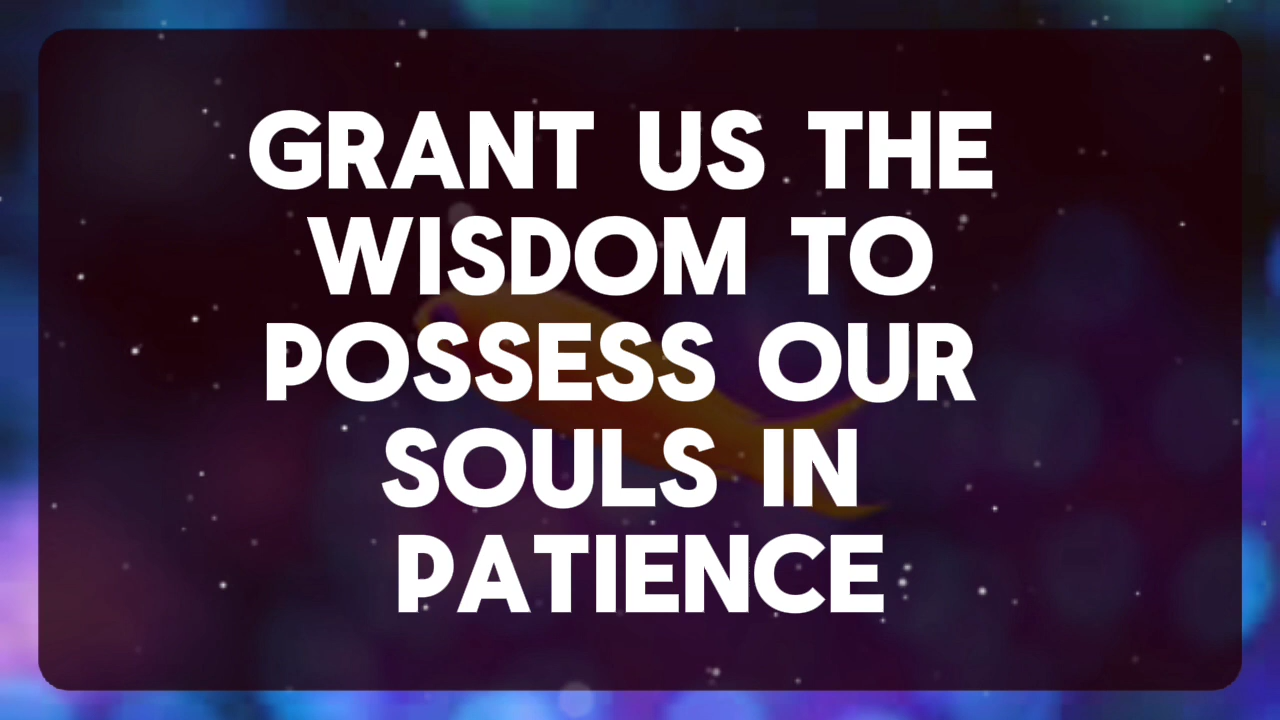 GRANT US THE
WISDOM TO
POSSESS OUR
SOULS IN
PATIENCE